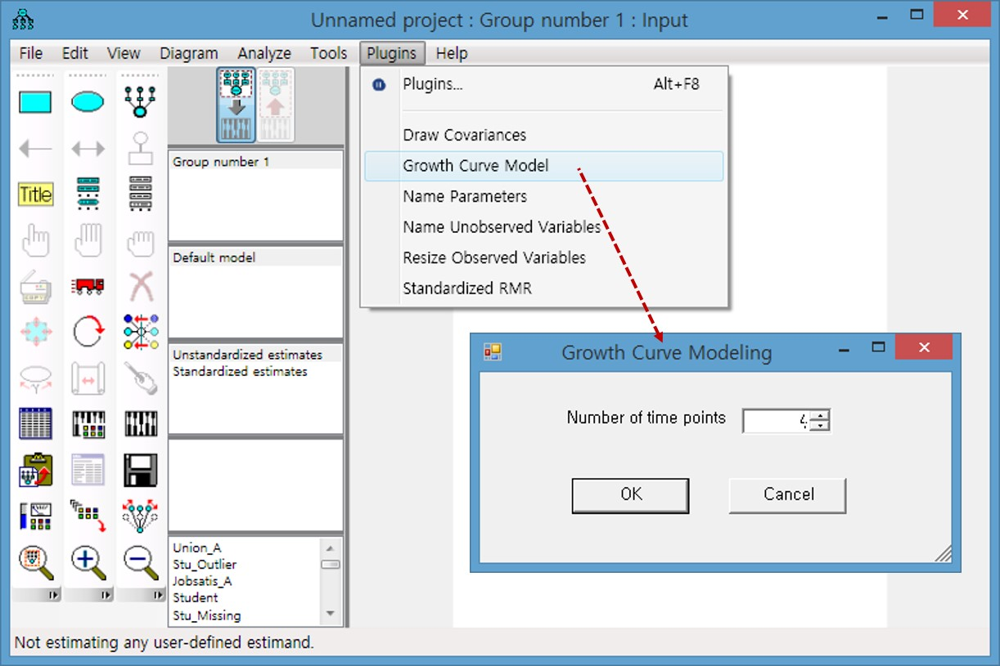 Unnamed project : Group number 1 : Input
File Edit View Diagram Analyze Tools Plugins Help
Plugins... Alt+F8
Draw Covariances
Growth Curve Model
Name Parameters
Name Unobserved Variables
Resize Observed Variables
Standardized RMR
Title
COPY
Group number 1
Default model
Unstandardized estimates
Standardized estimates
Union_A
Stu_Outlier
Jobsatis_A
Student
Stu_Missing
Growth Curve Modeling
Number of time points 4
OK Cancel
Not estimating any user-defined estimand.